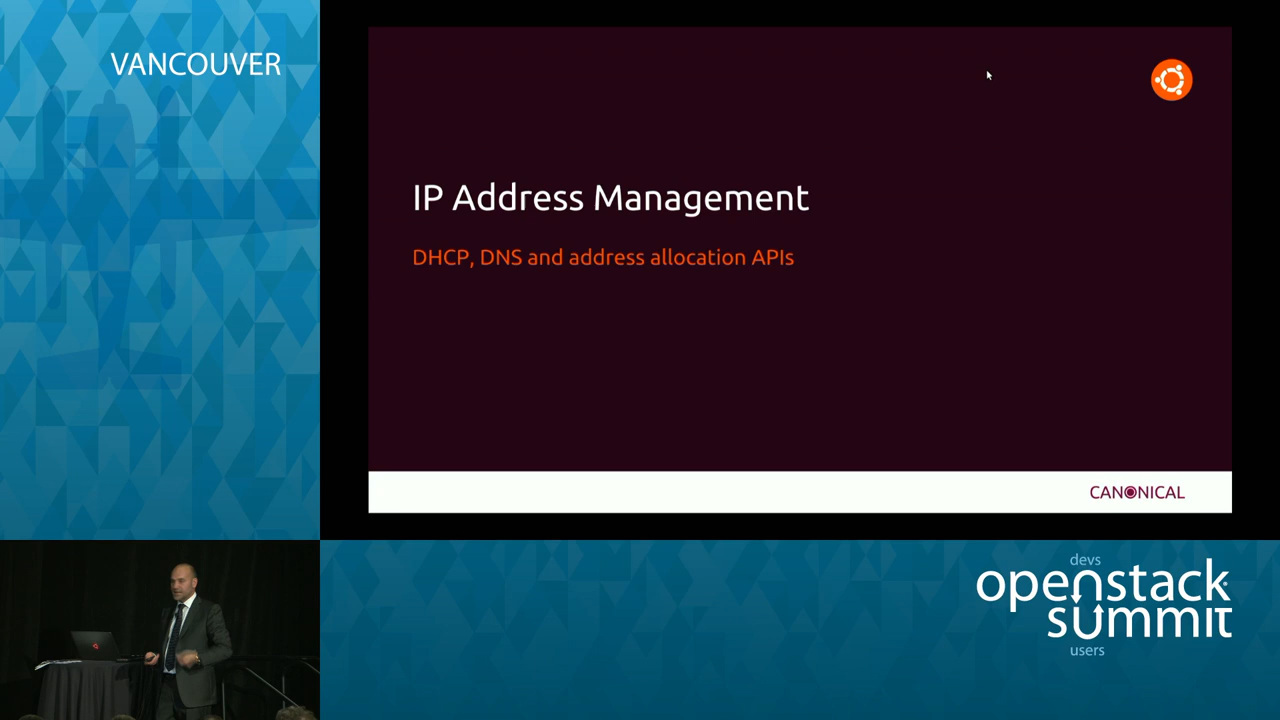 VANCOUVER
IP Address Management
DHCP, DNS and address allocation APIs
CANONICAL
devs
openstack
summit
users